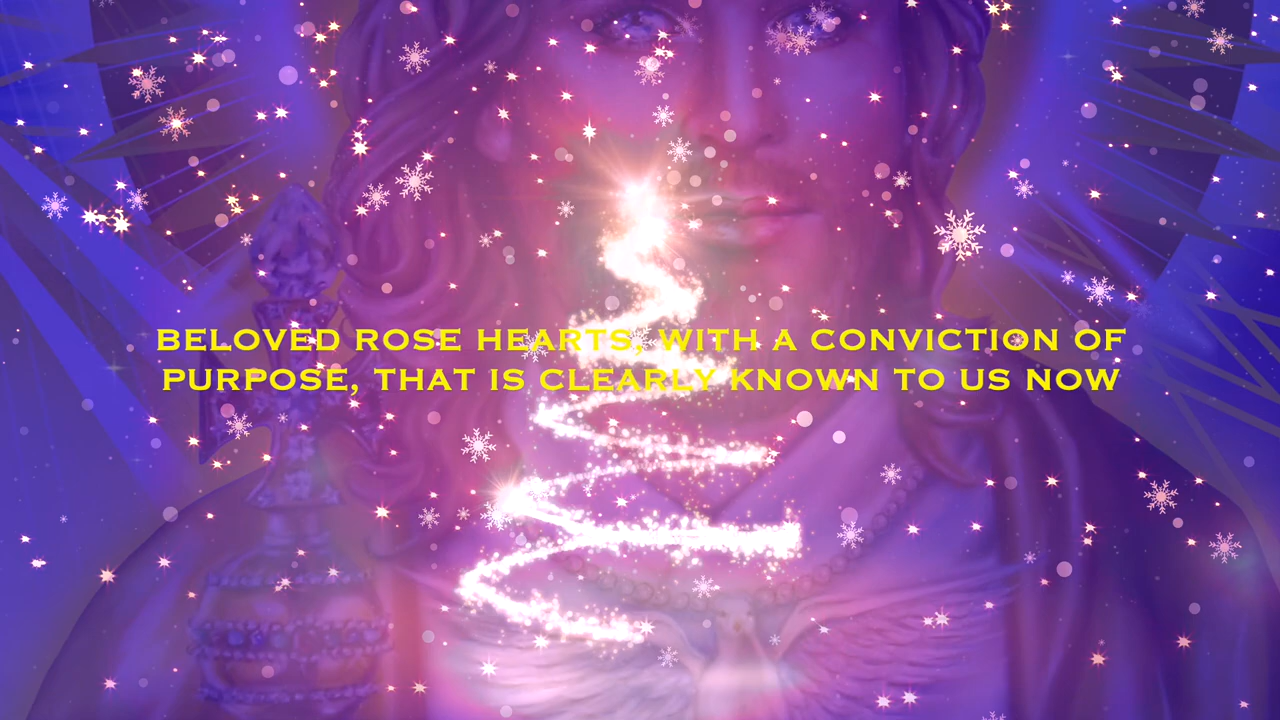 BELOVED ROSE HEARTS, WITH A CONVICTION OF
PURPOSE, THAT IS CLEARLY KNOWN TO US NOW